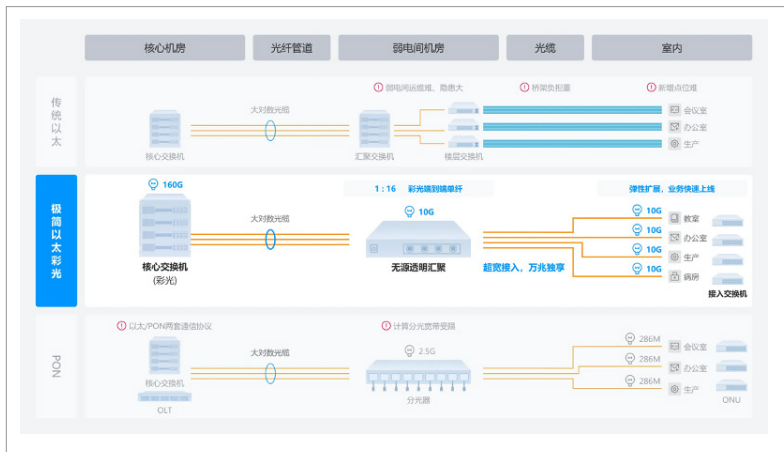 核心机房 光纤管道 弱电间机房 光缆 室内
传统以太
弱电间运维难、隐患大 桥架负担重 新增点位难
大对数光缆
核心交换机 汇聚交换机 楼层交换机
会议室
办公室
生产
极简以太彩光
160G
1：16 彩光端到端单纤
弹性扩展，业务快速上线
10G
大对数光缆
核心交换机
(彩光)
无源透明汇聚
超宽接入，万兆独享
10G 教室
10G 办公室
10G 生产
10G 病房
接入交换机
PON
以太/PON两套通信协议
计算分光宽带受限
大对数光缆
2.5G
核心交换机
OLT
分光器
286M 会议室
286M 办公室
286M 生产
ONU